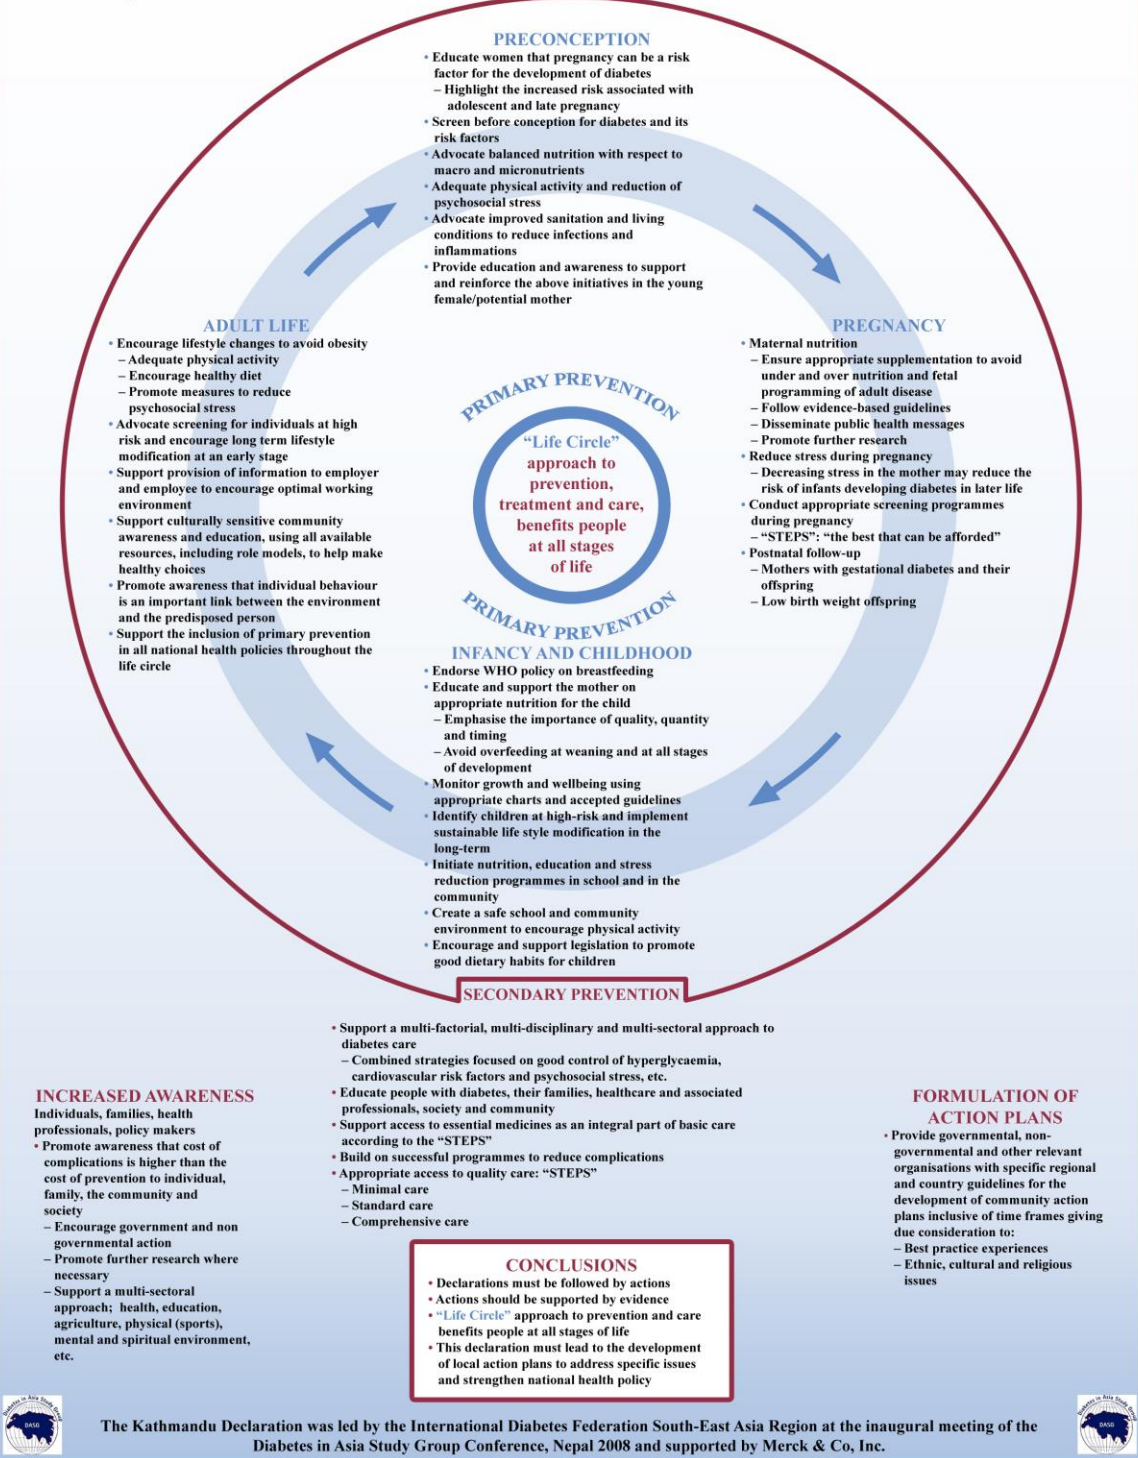 PRECONCEPTION
• Educate women that pregnancy can be a risk
factor for the development of diabetes
– Highlight the increased risk associated with
adolescent and late pregnancy
• Screen before conception for diabetes and its
risk factors
• Advocate balanced nutrition with respect to
macro and micronutrients
• Adequate physical activity and reduction of
psychosocial stress
• Advocate improved sanitation and living
conditions to reduce infections and
inflammations
• Provide education and awareness to support
and reinforce the above initiatives in the young
female/potential mother
PREGNANCY
• Maternal nutrition
– Ensure appropriate supplementation to avoid
under and over nutrition and fetal
programming of adult disease
– Follow evidence-based guidelines
– Disseminate public health messages
– Promote further research
• Reduce stress during pregnancy
– Decreasing stress in the mother may reduce the
risk of infants developing diabetes in later life
• Conduct appropriate screening programmes
during pregnancy
– “STEPS”: “the best that can be afforded”
• Postnatal follow-up
– Mothers with gestational diabetes and their
offspring
– Low birth weight offspring
ADULT LIFE
• Encourage lifestyle changes to avoid obesity
– Adequate physical activity
– Encourage healthy diet
– Promote measures to reduce
psychosocial stress
• Advocate screening for individuals at high
risk and encourage long term lifestyle
modification at an early stage
• Support provision of information to employer
and employee to encourage optimal working
environment
• Support culturally sensitive community
awareness and education, using all available
resources, including role models, to help make
healthy choices
• Promote awareness that individual behaviour
is an important link between the environment
and the predisposed person
• Support the inclusion of primary prevention
in all national health policies throughout the
life circle
PRIMARY PREVENTION
“Life Circle”
approach to
prevention,
treatment and care,
benefits people
at all stages
of life
PRIMARY PREVENTION
INFANCY AND CHILDHOOD
• Endorse WHO policy on breastfeeding
• Educate and support the mother on
appropriate nutrition for the child
– Emphasise the importance of quality, quantity
and timing
– Avoid overfeeding at weaning and at all stages
of development
• Monitor growth and wellbeing using
appropriate charts and accepted guidelines
• Identify children at high-risk and implement
sustainable life style modification in the
long-term
• Initiate nutrition, education and stress
reduction programmes in school and in the
community
• Create a safe school and community
environment to encourage physical activity
• Encourage and support legislation to promote
good dietary habits for children
SECONDARY PREVENTION
• Support a multi-factorial, multi-disciplinary and multi-sectoral approach to
diabetes care
– Combined strategies focused on good control of hyperglycaemia,
cardiovascular risk factors and psychosocial stress, etc.
• Educate people with diabetes, their families, healthcare and associated
professionals, society and community
• Support access to essential medicines as an integral part of basic care
according to the “STEPS”
• Build on successful programmes to reduce complications
• Appropriate access to quality care: “STEPS”
– Minimal care
– Standard care
– Comprehensive care
INCREASED AWARENESS
Individuals, families, health
professionals, policy makers
• Promote awareness that cost of
complications is higher than the
cost of prevention to individual,
family, the community and
society
– Encourage government and non
governmental action
– Promote further research where
necessary
– Support a multi-sectoral
approach; health, education,
agriculture, physical (sports),
mental and spiritual environment,
etc.
FORMULATION OF
ACTION PLANS
• Provide governmental, non-
governmental and other relevant
organisations with specific regional
and country guidelines for the
development of community action
plans inclusive of time frames giving
due consideration to:
– Best practice experiences
– Ethnic, cultural and religious
issues
CONCLUSIONS
• Declarations must be followed by actions
• Actions should be supported by evidence
• “Life Circle” approach to prevention and care
benefits people at all stages of life
• This declaration must lead to the development
of local action plans to address specific issues
and strengthen national health policy
Diabetes in Asia Study Group
DASG
Diabetes in Asia Study Group
DASG
The Kathmandu Declaration was led by the International Diabetes Federation South-East Asia Region at the inaugural meeting of the
Diabetes in Asia Study Group Conference, Nepal 2008 and supported by Merck & Co, Inc.